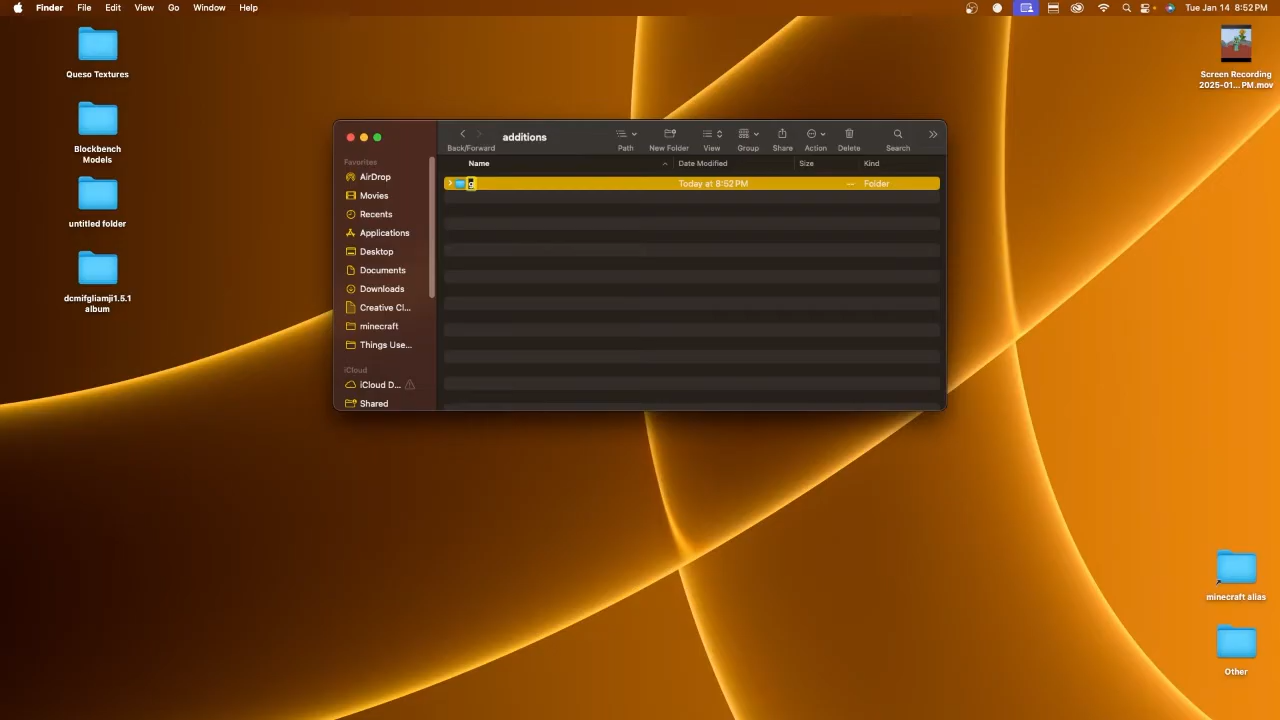 Finder File Edit View Go Window Help Tue Jan 14 8:52 PM
Queso Textures
Blockbench
Models
untitled folder
dcmifgliamji1.5.1
album
Screen Recording
2025-01... PM.mov
additions
Back/Forward Path New Folder View Group Share Action Delete Search
Name Date Modified Size Kind
g Today at 8:52 PM -- Folder
Favorites
AirDrop
Movies
Recents
Applications
Desktop
Documents
Downloads
Creative Cl...
minecraft
Things Use...
iCloud
iCloud D...
Shared
minecraft alias
Other